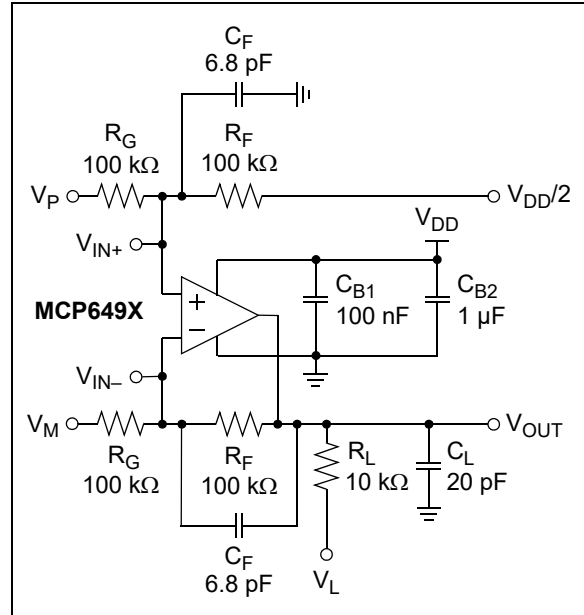 C_F
6.8 pF
R_G
100 kΩ
R_F
100 kΩ
V_P
V_DD/2
V_DD
V_IN+
C_B1
100 nF
C_B2
1 µF
MCP649X
+
–
V_IN–
V_M
V_OUT
R_G
100 kΩ
R_F
100 kΩ
R_L
10 kΩ
C_L
20 pF
C_F
6.8 pF
V_L